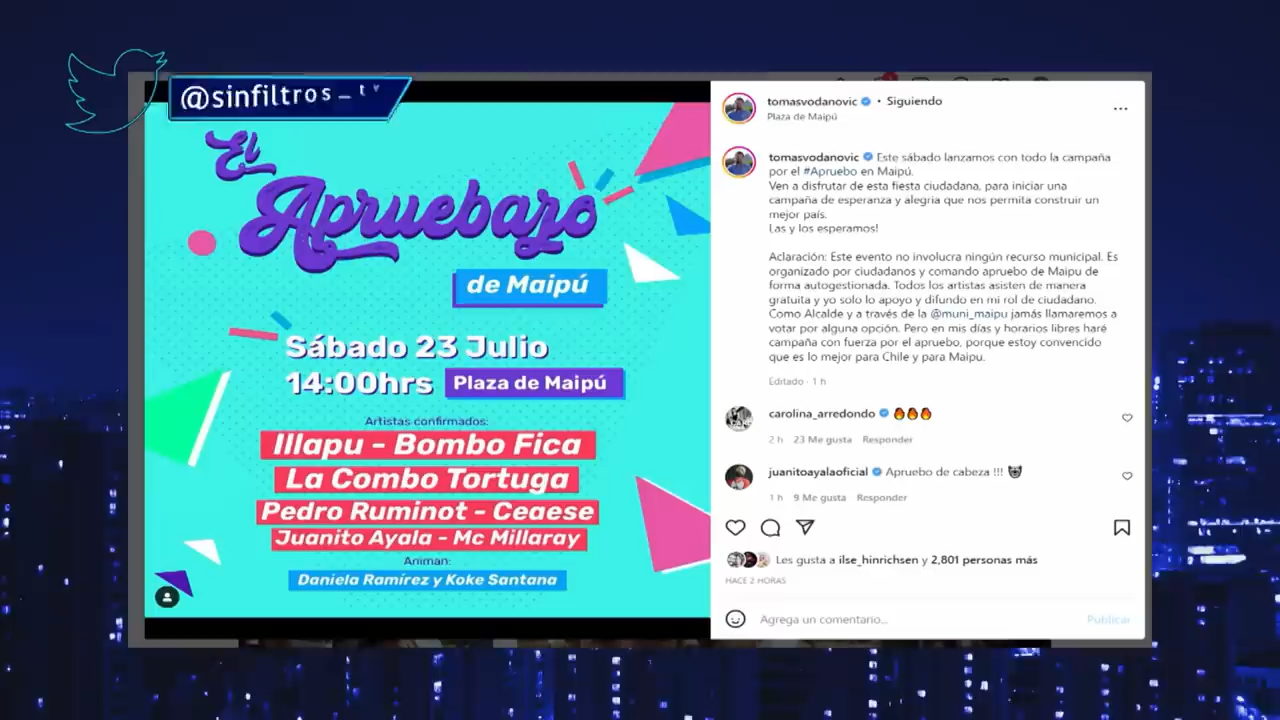 @sinfiltros_tv
El
Apruebazo
de Maipú
Sábado 23 Julio
14:00hrs Plaza de Maipú
Artistas confirmados:
Illapu - Bombo Fica
La Combo Tortuga
Pedro Ruminot - Ceaese
Juanito Ayala - Mc Millaray
Animan:
Daniela Ramírez y Koke Santana
tomasvodanovic • Siguiendo
Plaza de Maipú
tomasvodanovic Este sábado lanzamos con todo la campaña
por el #Apruebo en Maipú.
Ven a disfrutar de esta fiesta ciudadana, para iniciar una
campaña de esperanza y alegria que nos permita construir un
mejor país.
Las y los esperamos!
Aclaración: Este evento no involucra ningún recurso municipal. Es
organizado por ciudadanos y comando apruebo de Maipu de
forma autogestionada. Todos los artistas asisten de manera
gratuita y yo solo lo apoyo y difundo en mi rol de ciudadano.
Como Alcalde y a través de la @muni_maipu jamás llamaremos a
votar por alguna opción. Pero en mis días y horarios libres haré
campaña con fuerza por el apruebo, porque estoy convencido
que es lo mejor para Chile y para Maipu.
Editado · 1 h
carolina_arredondo 🔥🔥🔥
2 h 23 Me gusta Responder
juanitoayalaoficial Apruebo de cabeza !!!
1 h 9 Me gusta Responder
Les gusta a ilse_hinrichsen y 2,801 personas más
HACE 2 HORAS
Agrega un comentario...
Publicar